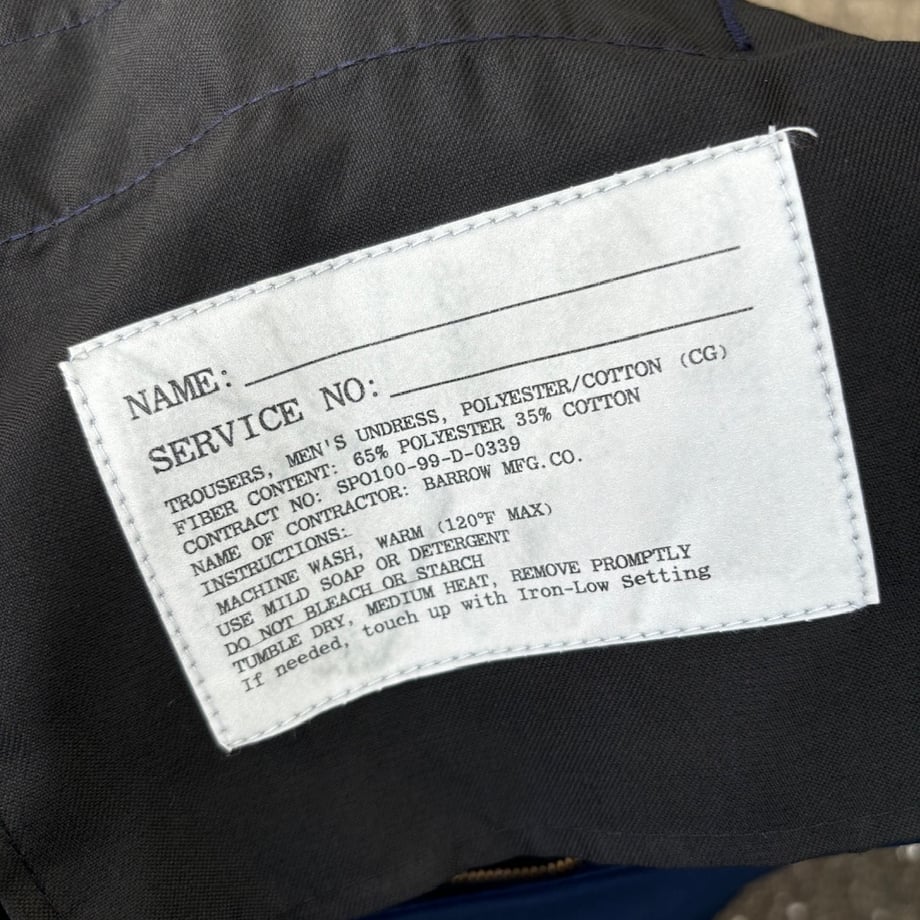 NAME:
SERVICE NO:
TROUSERS, MEN'S UNDRESS, POLYESTER/COTTON (CG)
FIBER CONTENT: 65% POLYESTER 35% COTTON
CONTRACT NO: SPO100-99-D-0339
NAME OF CONTRACTOR: BARROW MFG.CO.
INSTRUCTIONS:
MACHINE WASH, WARM (120°F MAX)
USE MILD SOAP OR DETERGENT
DO NOT BLEACH OR STARCH
TUMBLE DRY, MEDIUM HEAT, REMOVE PROMPTLY
If needed, touch up with Iron-Low Setting